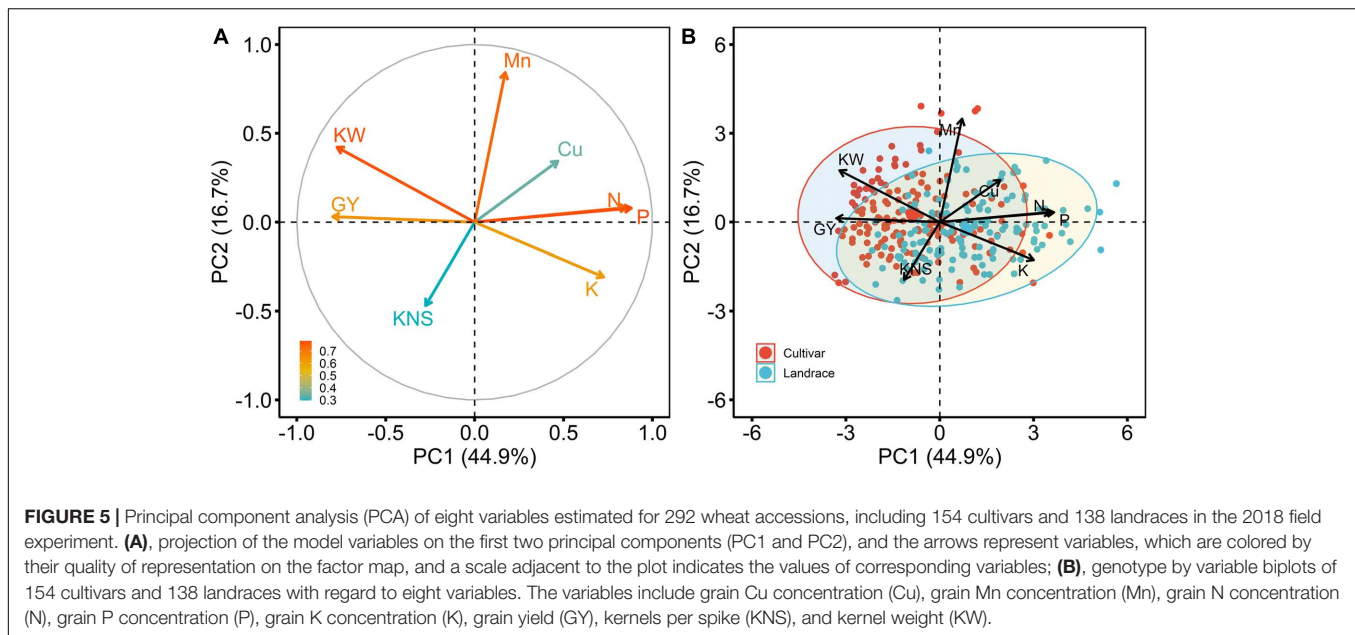 A
B
1.0
0.5
0.0
-0.5
-1.0
PC2 (16.7%)
Mn
KW
Cu
GY
N
P
K
KNS
0.7
0.6
0.5
0.4
0.3
-1.0 -0.5 0.0 0.5 1.0
PC1 (44.9%)
6
3
0
-3
-6
PC2 (16.7%)
Mn
KW
Cu
N
P
GY
KNS
K
Cultivar
Landrace
-6 -3 0 3 6
PC1 (44.9%)
FIGURE 5 | Principal component analysis (PCA) of eight variables estimated for 292 wheat accessions, including 154 cultivars and 138 landraces in the 2018 field
experiment. (A), projection of the model variables on the first two principal components (PC1 and PC2), and the arrows represent variables, which are colored by
their quality of representation on the factor map, and a scale adjacent to the plot indicates the values of corresponding variables; (B), genotype by variable biplots of
154 cultivars and 138 landraces with regard to eight variables. The variables include grain Cu concentration (Cu), grain Mn concentration (Mn), grain N concentration
(N), grain P concentration (P), grain K concentration (K), grain yield (GY), kernels per spike (KNS), and kernel weight (KW).